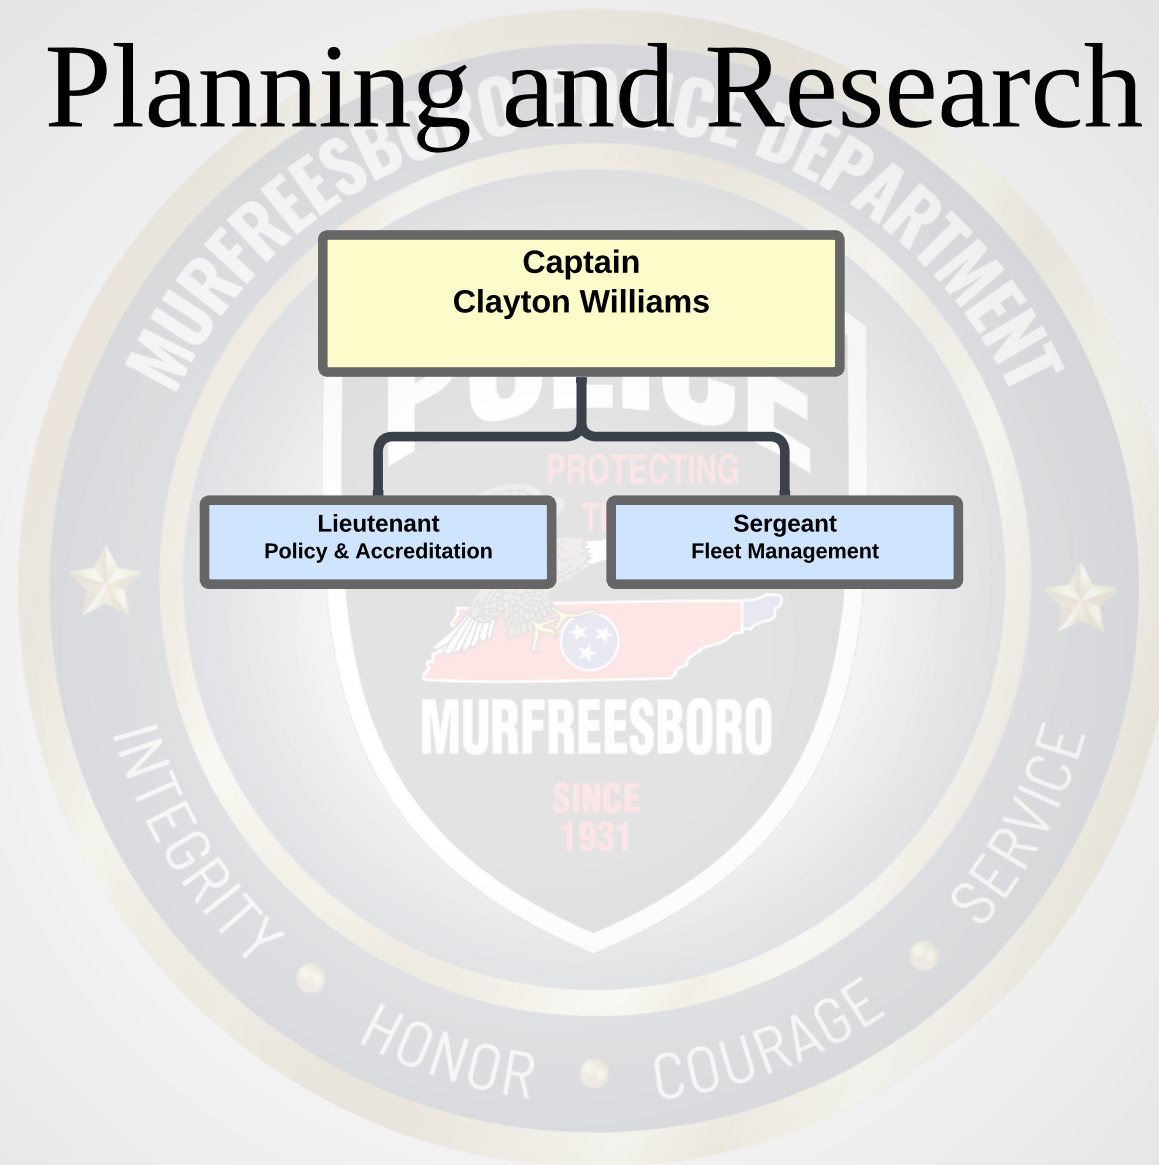 Planning and Research
MURFREESBORO POLICE DEPARTMENT
Captain
Clayton Williams
POLICE
PROTECTING
Lieutenant
Policy & Accreditation
Sergeant
Fleet Management
MURFREESBORO
SINCE
1931
INTEGRITY • HONOR • COURAGE • SERVICE